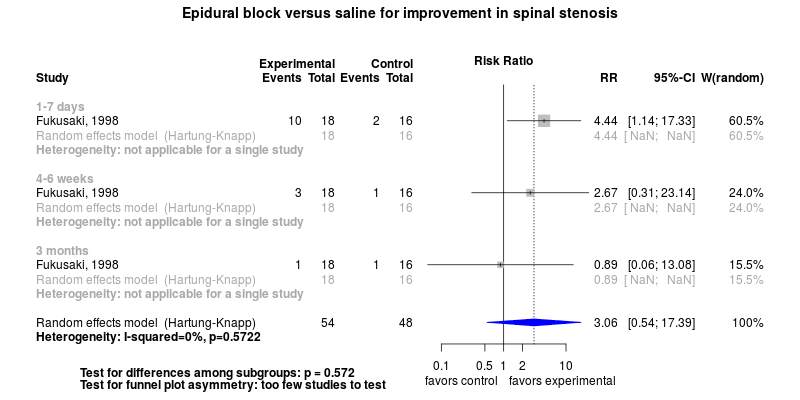 Epidural block versus saline for improvement in spinal stenosis
Experimental Control Risk Ratio
Study Events Total Events Total RR 95%-CI W(random)
1-7 days
Fukusaki, 1998 10 18 2 16 4.44 [1.14; 17.33] 60.5%
Random effects model (Hartung-Knapp) 18 16 4.44 [ NaN; NaN] 60.5%
Heterogeneity: not applicable for a single study
4-6 weeks
Fukusaki, 1998 3 18 1 16 2.67 [0.31; 23.14] 24.0%
Random effects model (Hartung-Knapp) 18 16 2.67 [ NaN; NaN] 24.0%
Heterogeneity: not applicable for a single study
3 months
Fukusaki, 1998 1 18 1 16 0.89 [0.06; 13.08] 15.5%
Random effects model (Hartung-Knapp) 18 16 0.89 [ NaN; NaN] 15.5%
Heterogeneity: not applicable for a single study
Random effects model (Hartung-Knapp) 54 48 3.06 [0.54; 17.39] 100%
Heterogeneity: I-squared=0%, p=0.5722
0.1 0.5 1 2 10
Test for differences among subgroups: p = 0.572
favors control favors experimental
Test for funnel plot asymmetry: too few studies to test